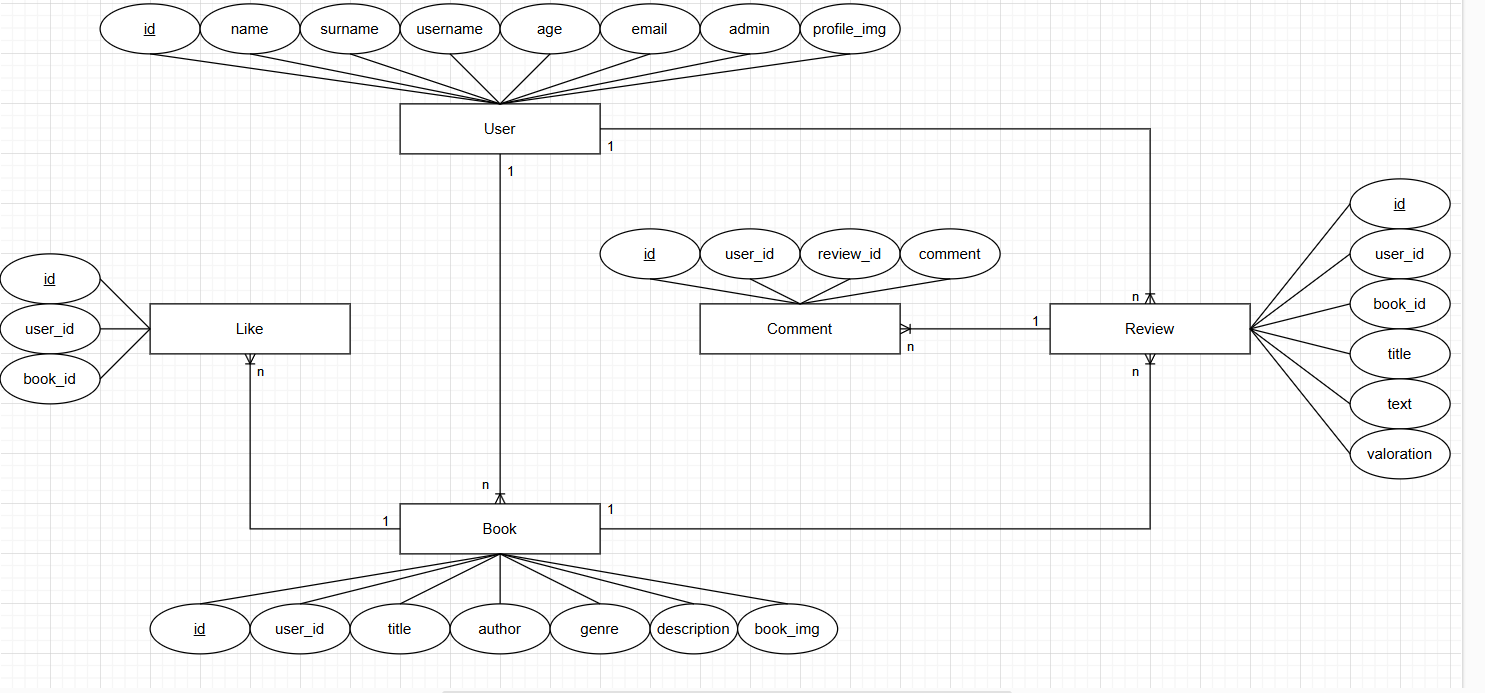 id
name
surname
username
age
email
admin
profile_img
User
1
1
id
user_id
review_id
comment
id
user_id
book_id
title
text
valoration
id
user_id
book_id
Like
Comment
Review
n
1
n
n
n
n
1
1
Book
id
user_id
title
author
genre
description
book_img